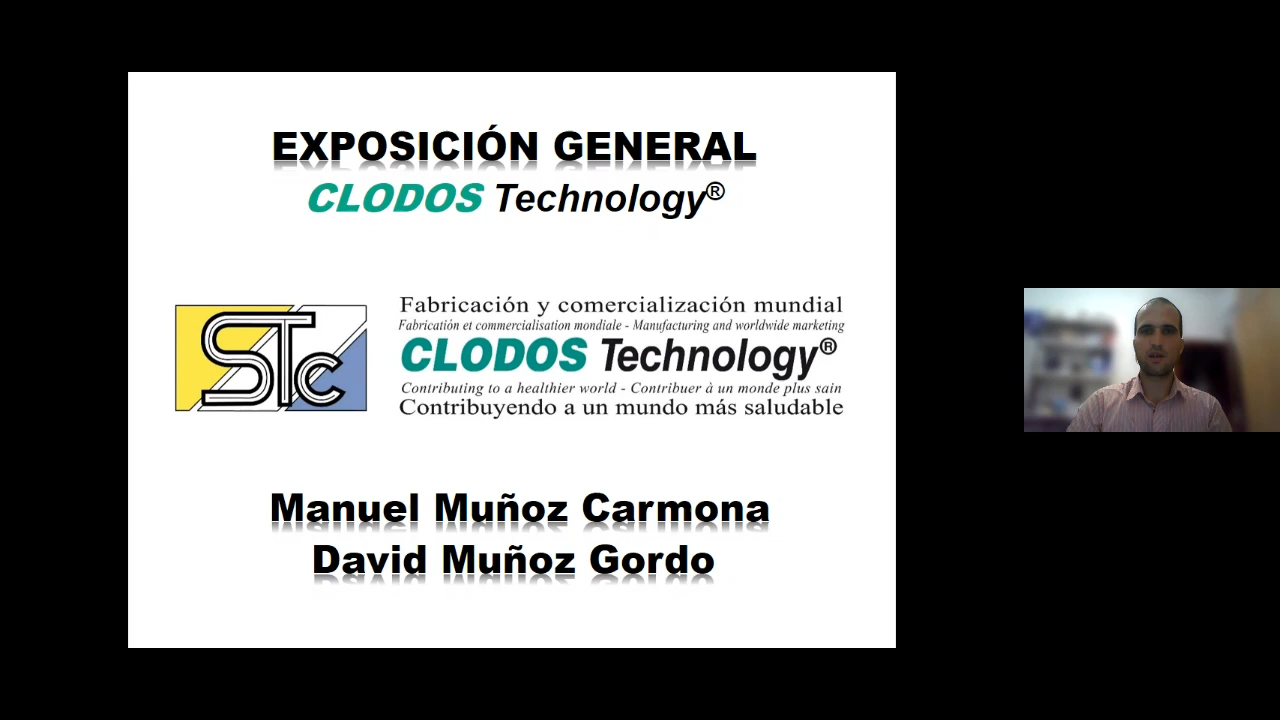 EXPOSICIÓN GENERAL
CLODOS Technology®
STc
Fabricación y comercialización mundial
Fabrication et commercialisation mondiale - Manufacturing and worldwide marketing
CLODOS Technology®
Contributing to a healthier world - Contribuer à un monde plus sain
Contribuyendo a un mundo más saludable
Manuel Muñoz Carmona
David Muñoz Gordo